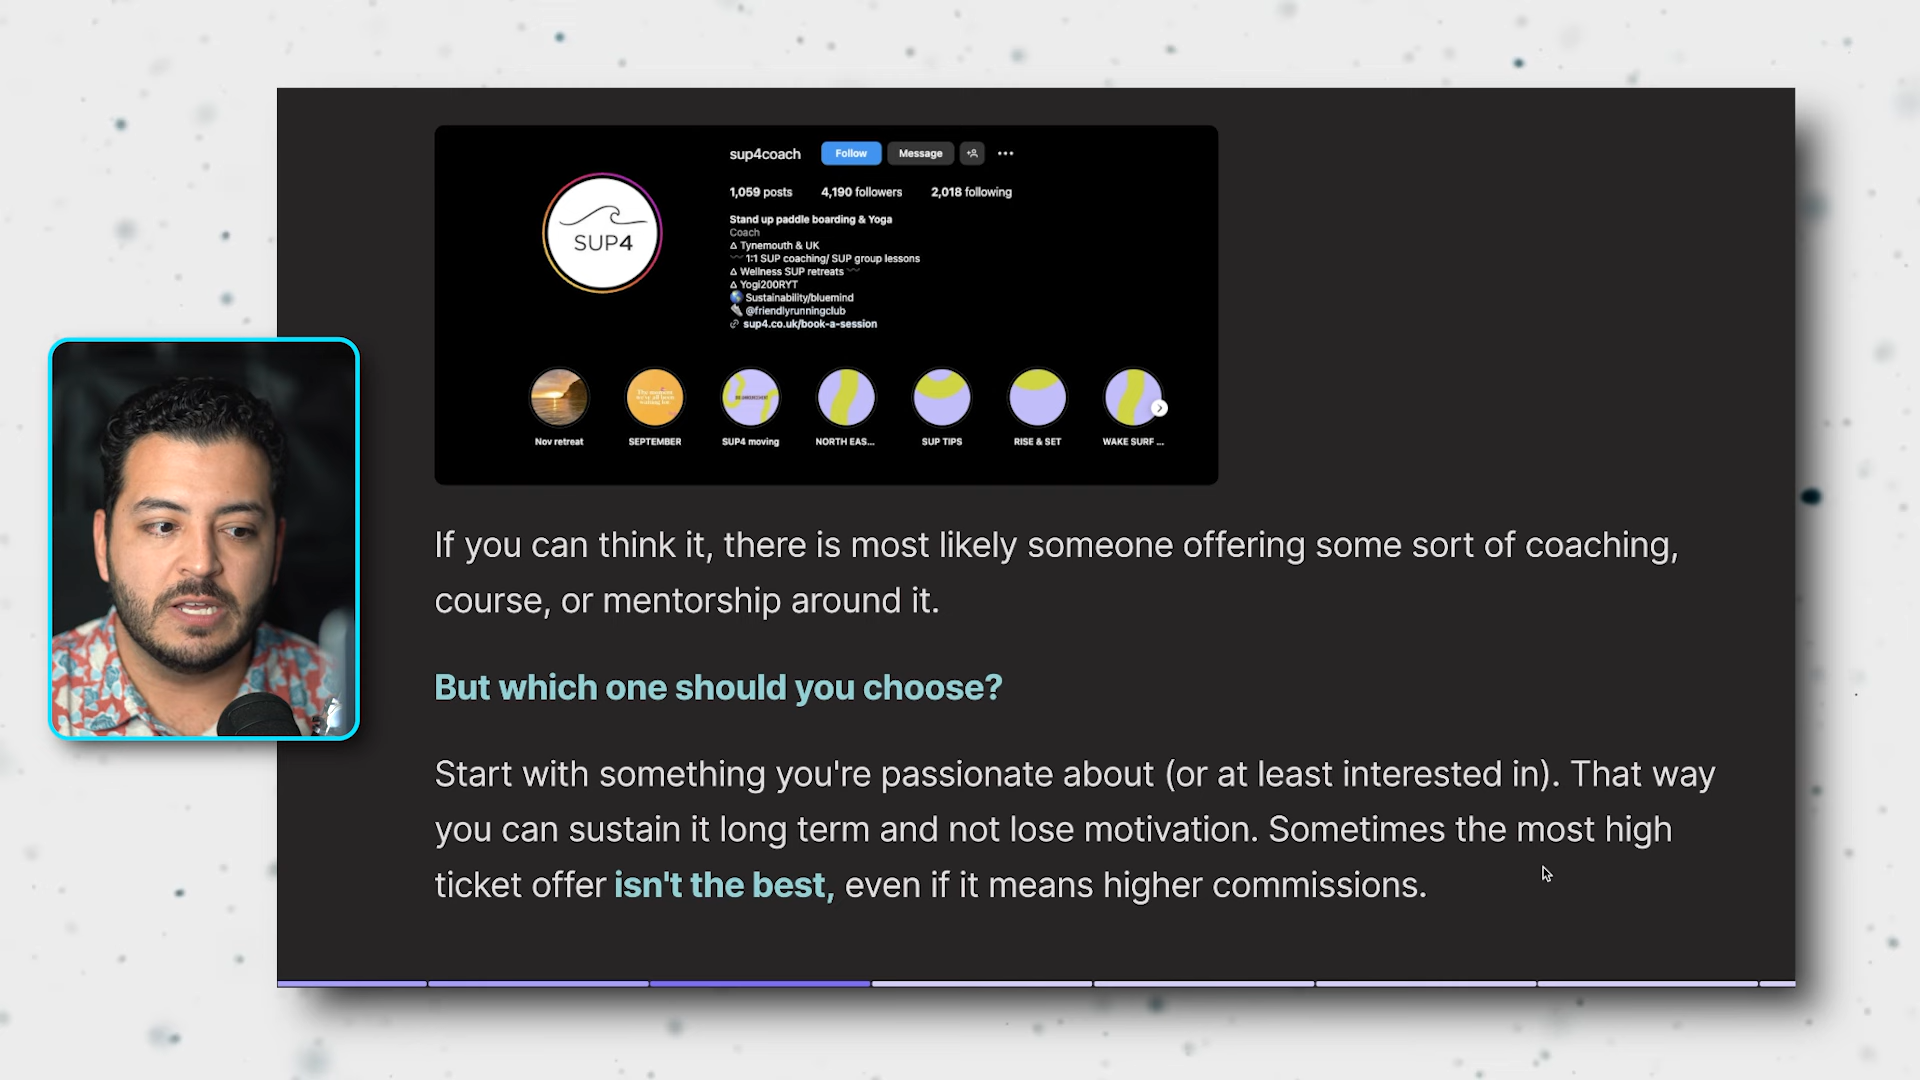 sup4coach Follow Message
1,059 posts 4,190 followers 2,018 following
SUP4
Stand up paddle boarding & Yoga
Coach
Tynemouth & UK
1:1 SUP coaching/ SUP group lessons
Wellness SUP retreats
Yogi200RYT
Sustainability/bluemind
@friendlyrunningclub
sup4.co.uk/book-a-session
Nov retreat SEPTEMBER SUP4 moving NORTH EAS... SUP TIPS RISE & SET WAKE SURF ...
If you can think it, there is most likely someone offering some sort of coaching,
course, or mentorship around it.
But which one should you choose?
Start with something you're passionate about (or at least interested in). That way
you can sustain it long term and not lose motivation. Sometimes the most high
ticket offer isn't the best, even if it means higher commissions.